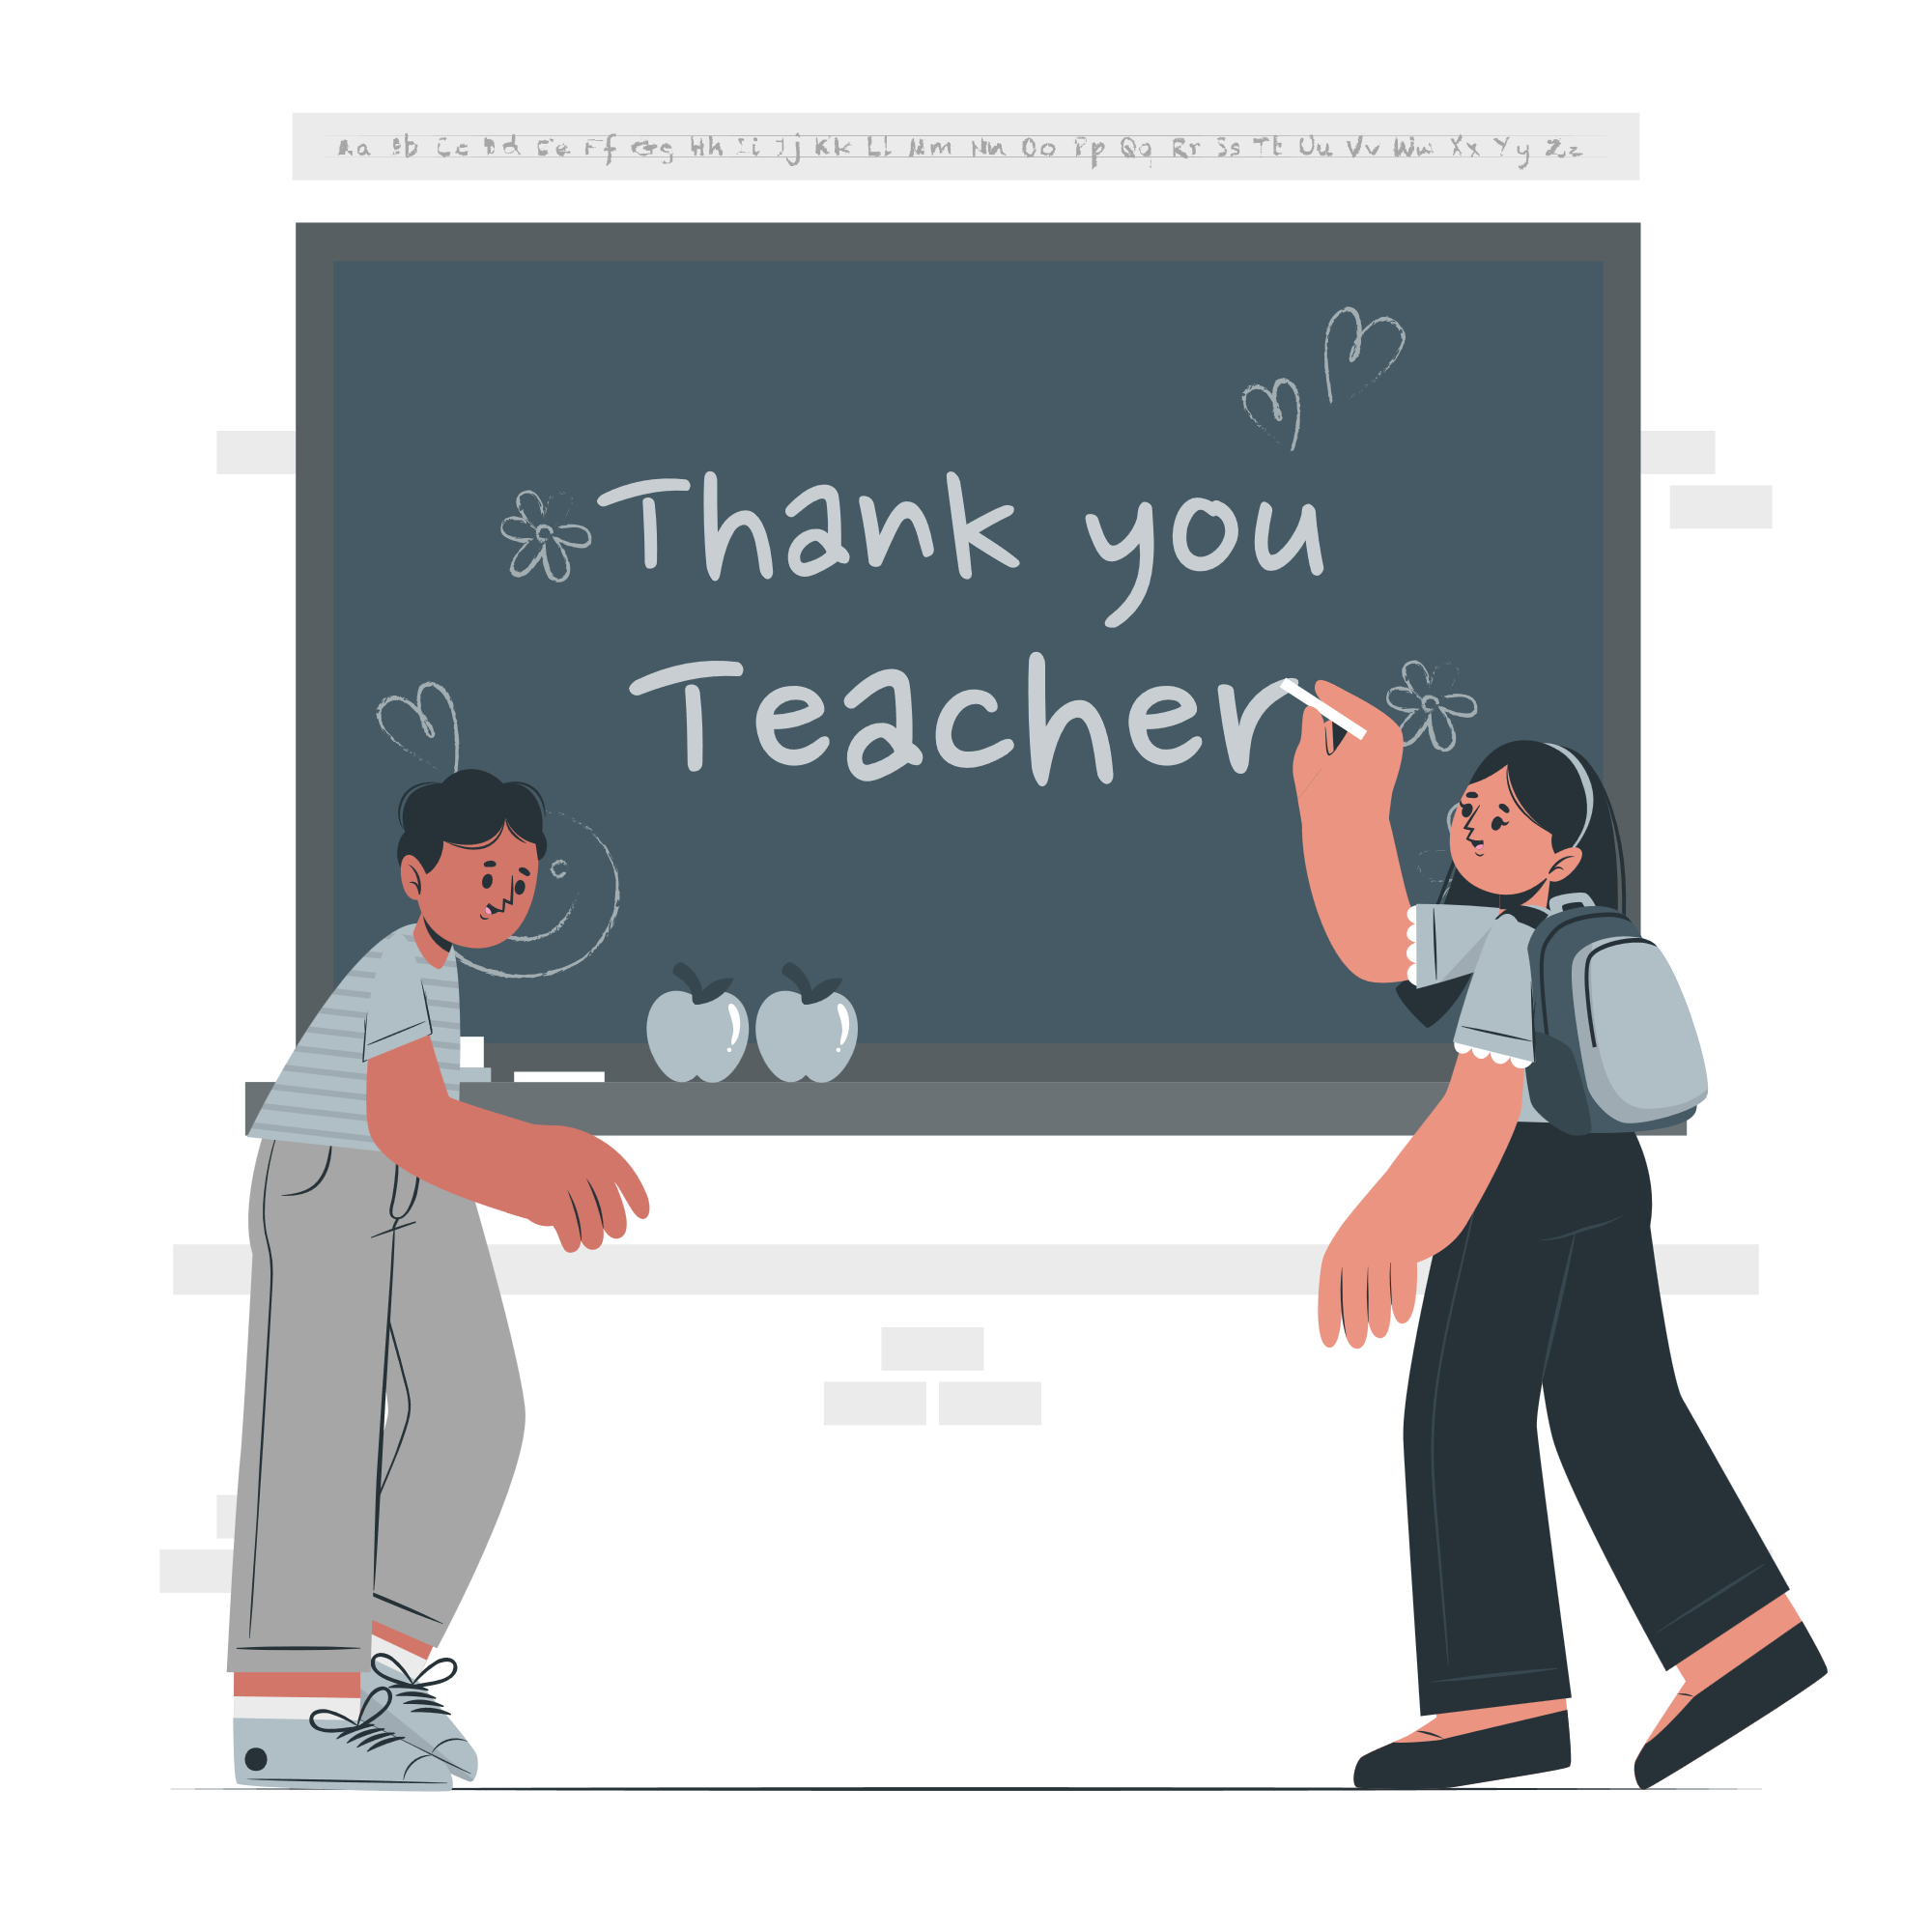 Aa Bb Cc Dd Ee Ff Gg Hh Ii Jj Kk Ll Mm Nn Oo Pp Qq Rr Ss Tt Uu Vv Ww Xx Yy Zz
Thank you
Teacher